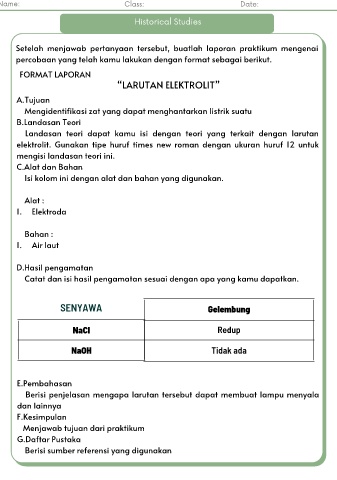 Name:
Class:
Date:
Historical Studies
Setelah menjawab pertanyaan tersebut, buatlah laporan praktikum mengenai
percobaan yang telah kamu lakukan dengan format sebagai berikut.
FORMAT LAPORAN
“LARUTAN ELEKTROLIT”
A.Tujuan
Mengidentifikasi zat yang dapat menghantarkan listrik suatu
B.Landasan Teori
Landasan teori dapat kamu isi dengan teori yang terkait dengan larutan
elektrolit. Gunakan tipe huruf times new roman dengan ukuran huruf 12 untuk
mengisi landasan teori ini.
C.Alat dan Bahan
Isi kolom ini dengan alat dan bahan yang digunakan.
Alat :
1. Elektroda
Bahan :
1. Air laut
D.Hasil pengamatan
Catat dan isi hasil pengamatan sesuai dengan apa yang kamu dapatkan.
SENYAWA Gelembung
NaCl Redup
NaOH Tidak ada
E.Pembahasan
Berisi penjelasan mengapa larutan tersebut dapat membuat lampu menyala
dan lainnya
F.Kesimpulan
Menjawab tujuan dari praktikum
G.Daftar Pustaka
Berisi sumber referensi yang digunakan